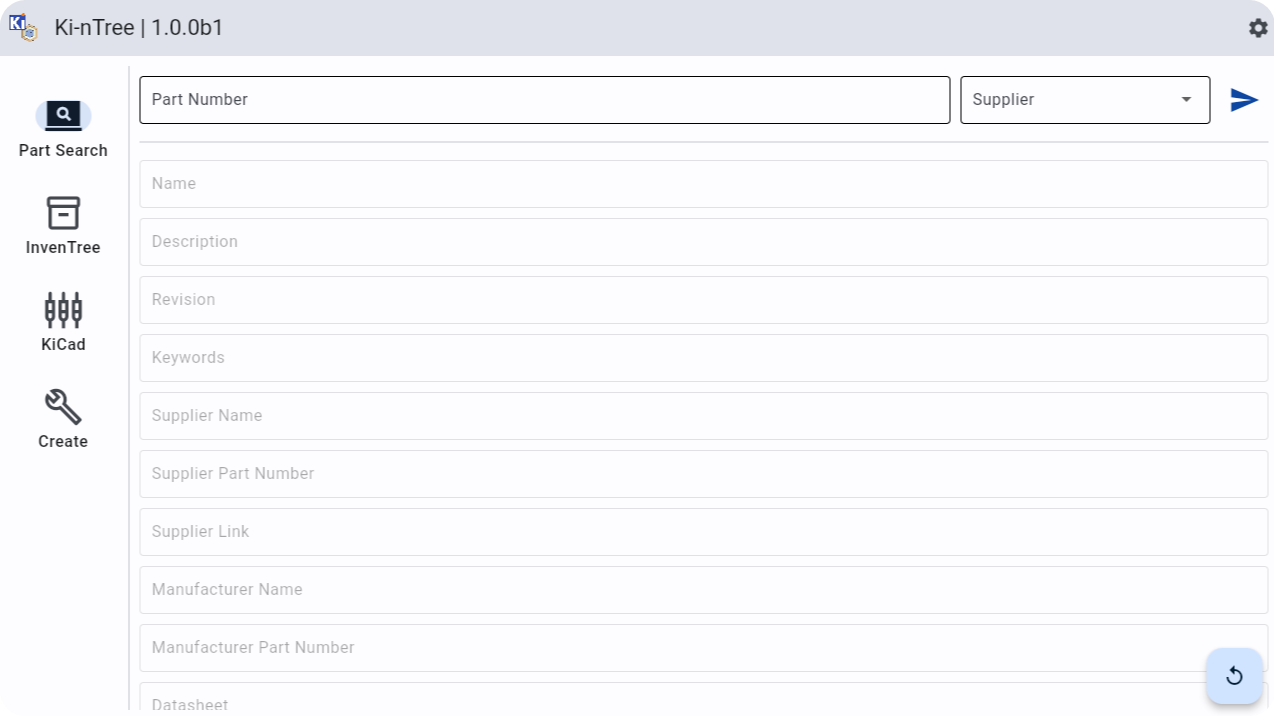 Ki
Ki-nTree | 1.0.0b1
Part Number
Supplier
Part Search
InvenTree
KiCad
Create
Name
Description
Revision
Keywords
Supplier Name
Supplier Part Number
Supplier Link
Manufacturer Name
Manufacturer Part Number
Datasheet